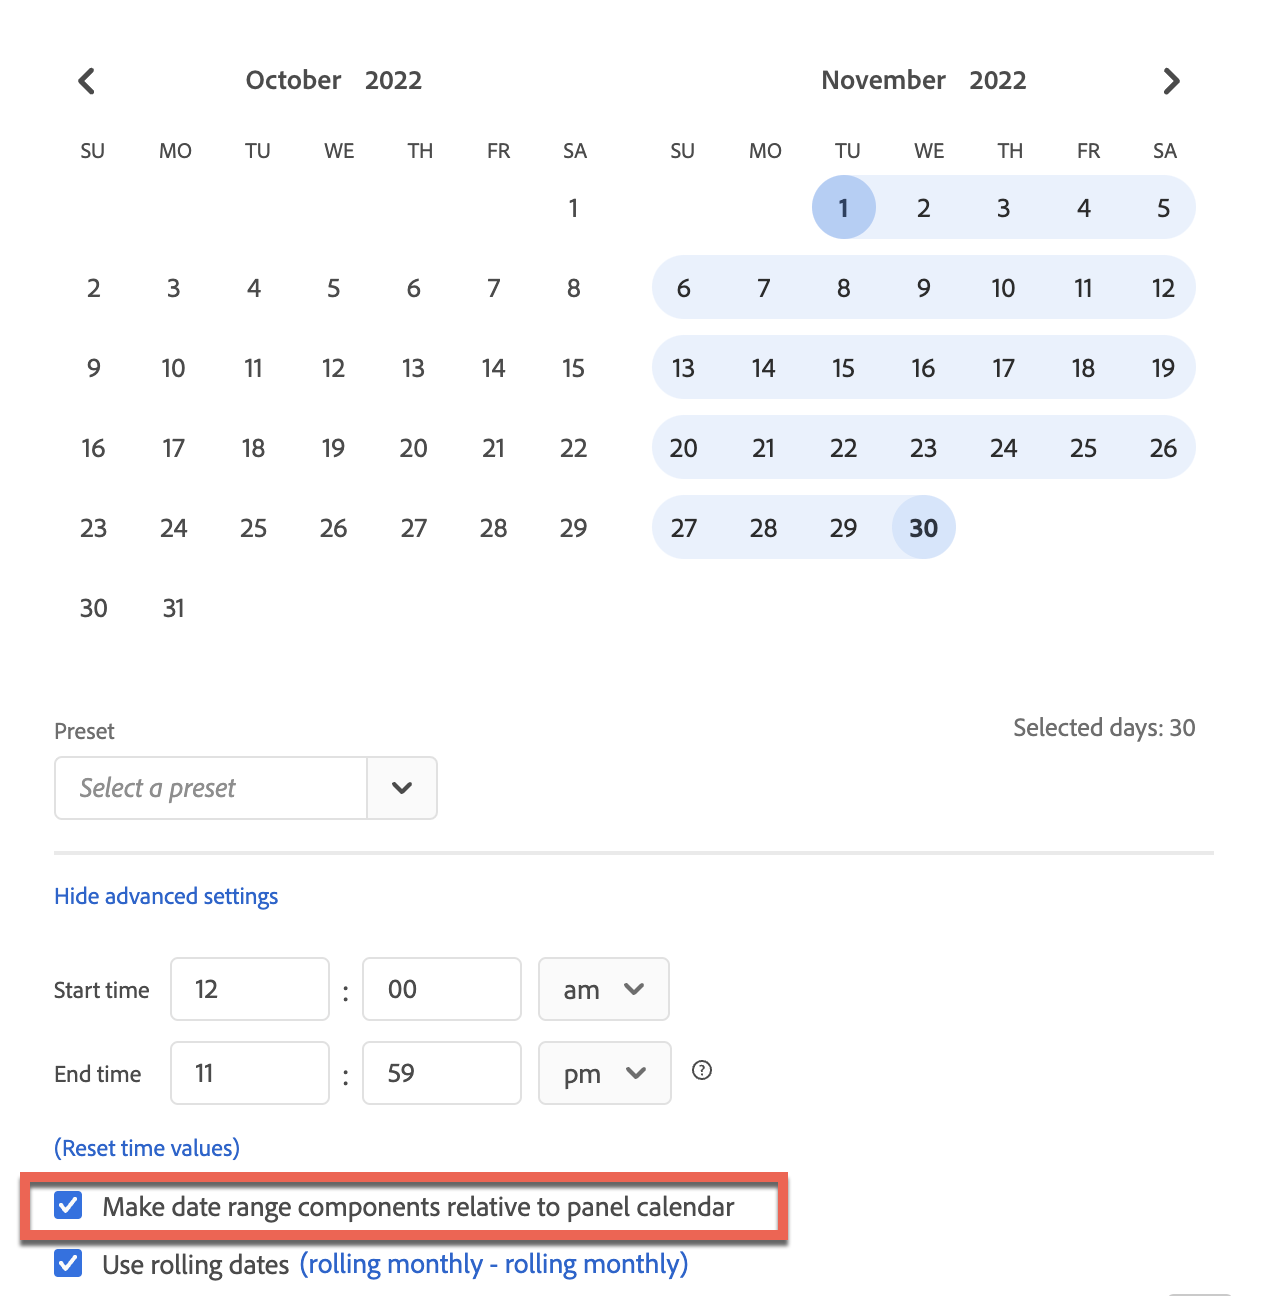 October 2022 November 2022
SU MO TU WE TH FR SA SU MO TU WE TH FR SA
1 1 2 3 4 5
2 3 4 5 6 7 8 6 7 8 9 10 11 12
9 10 11 12 13 14 15 13 14 15 16 17 18 19
16 17 18 19 20 21 22 20 21 22 23 24 25 26
23 24 25 26 27 28 29 27 28 29 30
30 31
Preset Selected days: 30
Select a preset
Hide advanced settings
Start time 12 : 00 am
End time 11 : 59 pm ?
(Reset time values)
Make date range components relative to panel calendar
Use rolling dates (rolling monthly - rolling monthly)